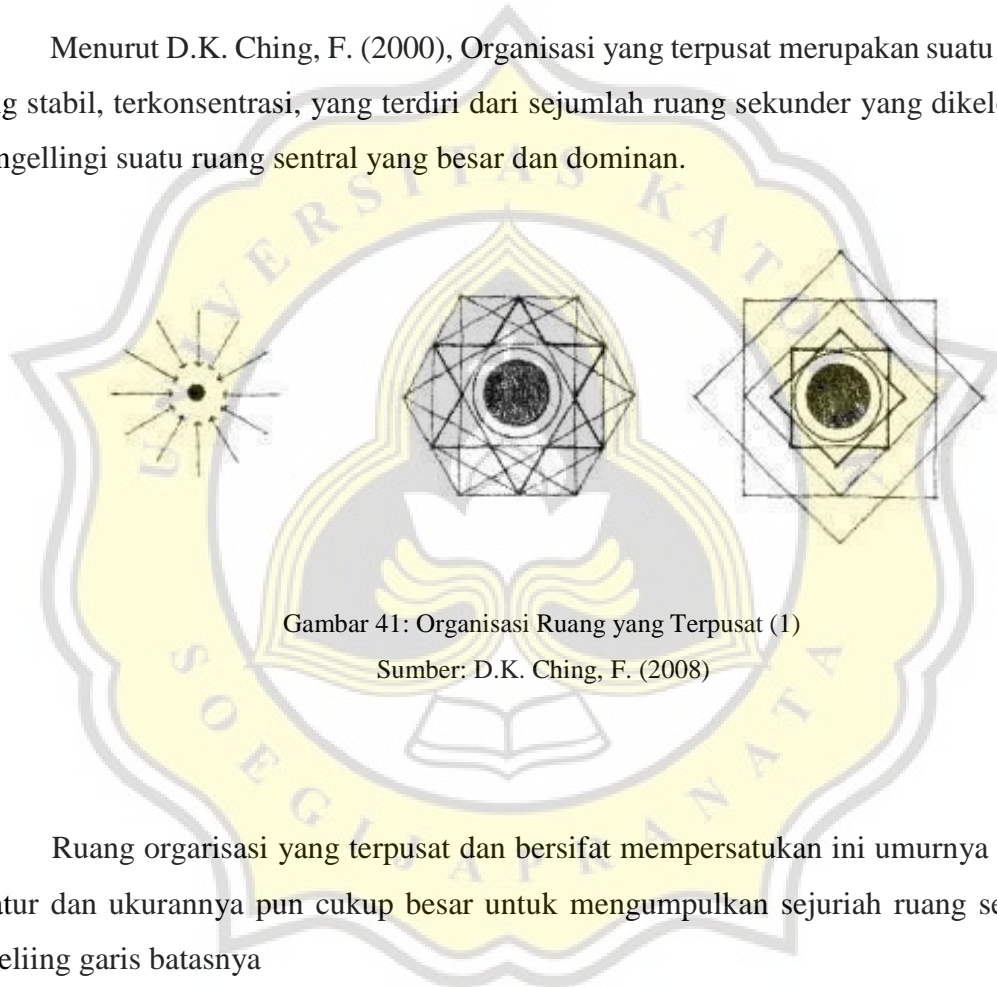 Menurut D.K. Ching, F. (2000), Organisasi yang terpusat merupakan suatu
g stabil, terkonsentrasi, yang terdiri dari sejumlah ruang sekunder yang dikel
ngellingi suatu ruang sentral yang besar dan dominan.
UNIVERSITAS KATO
Gambar 41: Organisasi Ruang yang Terpusat (1)
Sumber: D.K. Ching, F. (2008)
SOEGIJAPRANATA
Ruang orgarisasi yang terpusat dan bersifat mempersatukan ini umurnya
atur dan ukurannya pun cukup besar untuk mengumpulkan sejuriah ruang se
eliing garis batasnya